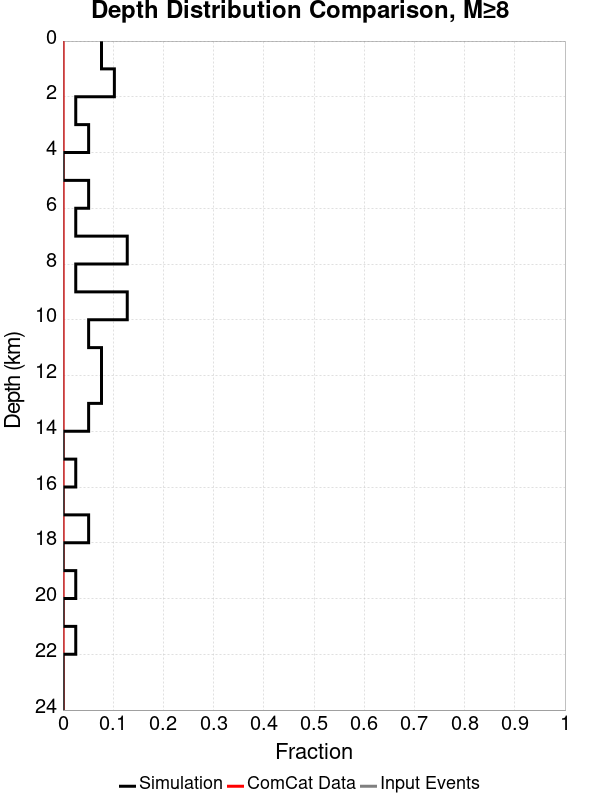 Depth Distribution Comparison, M≥8
0
2
4
6
8
10
12
14
16
18
20
22
24
Depth (km)
0 0.1 0.2 0.3 0.4 0.5 0.6 0.7 0.8 0.9 1
Fraction
Simulation ComCat Data Input Events